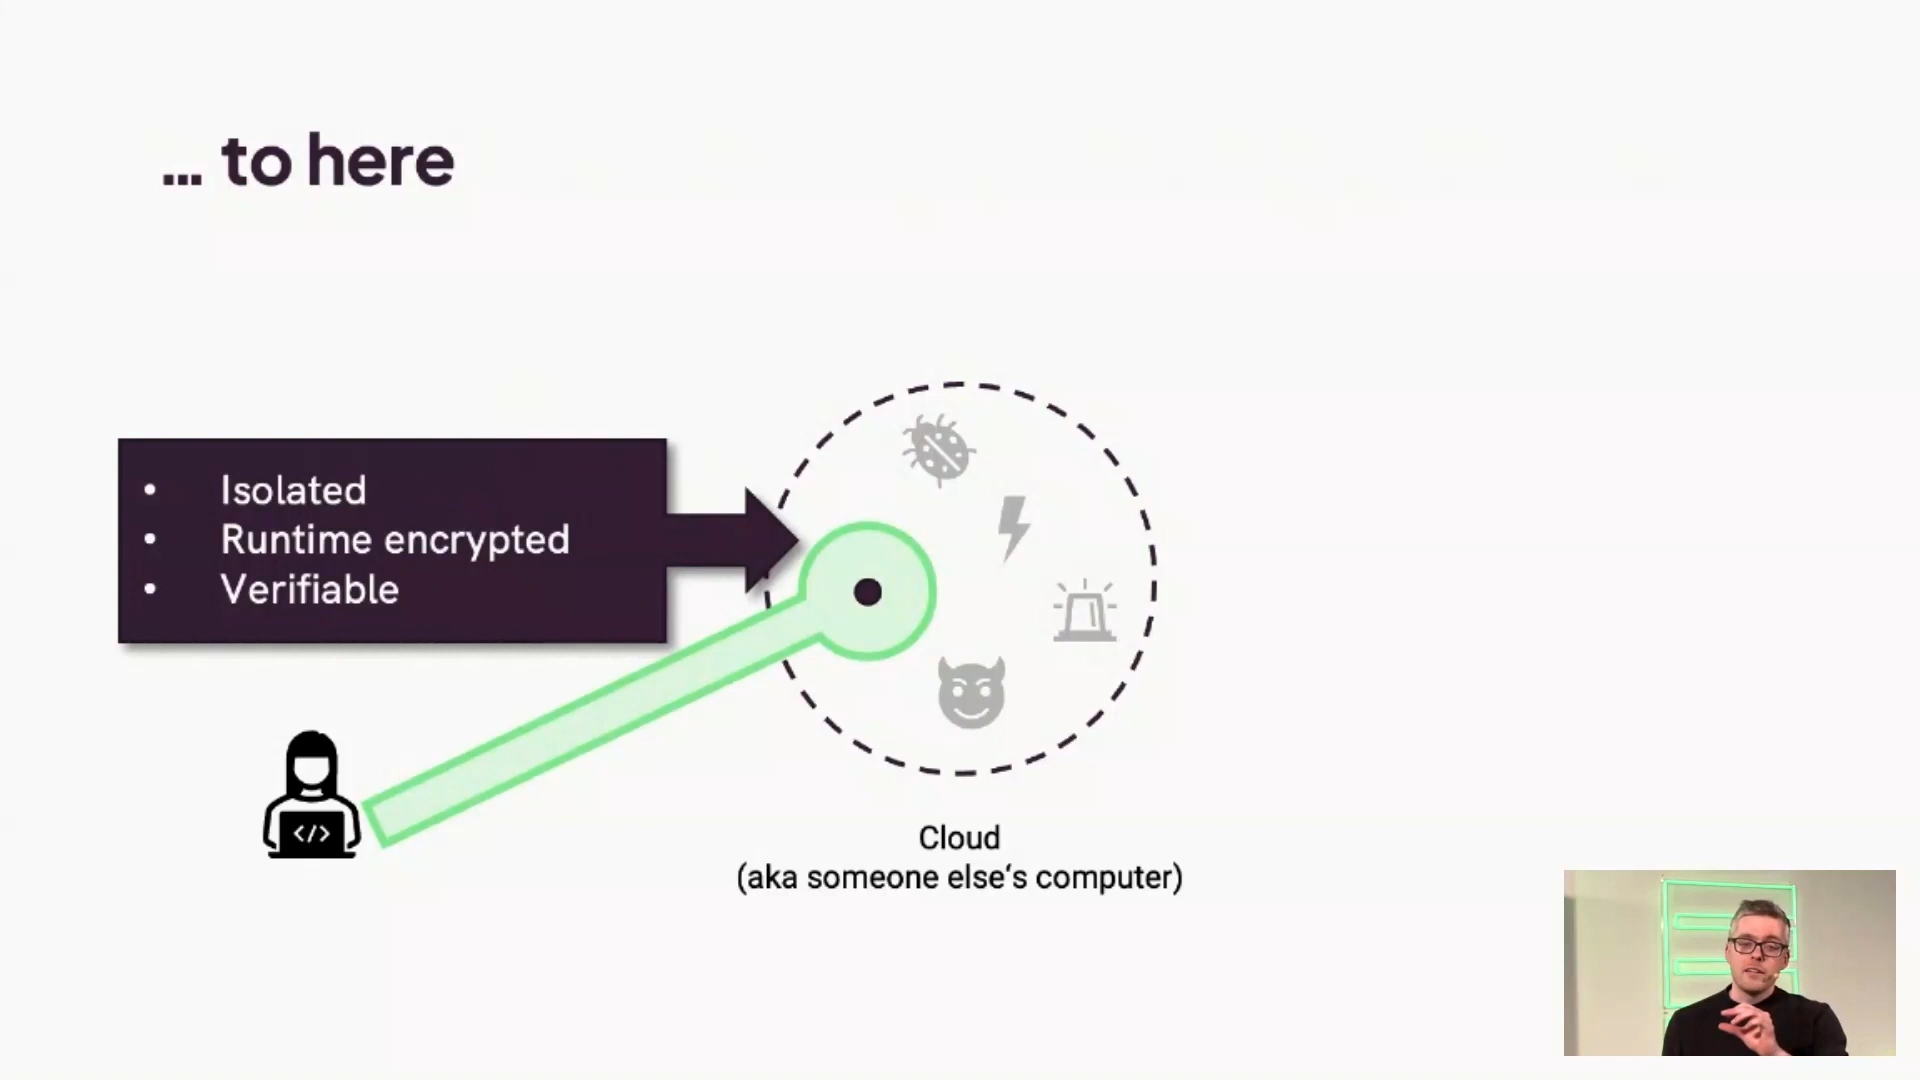 ... to here
• Isolated
• Runtime encrypted
• Verifiable
</>
Cloud
(aka someone else‘s computer)